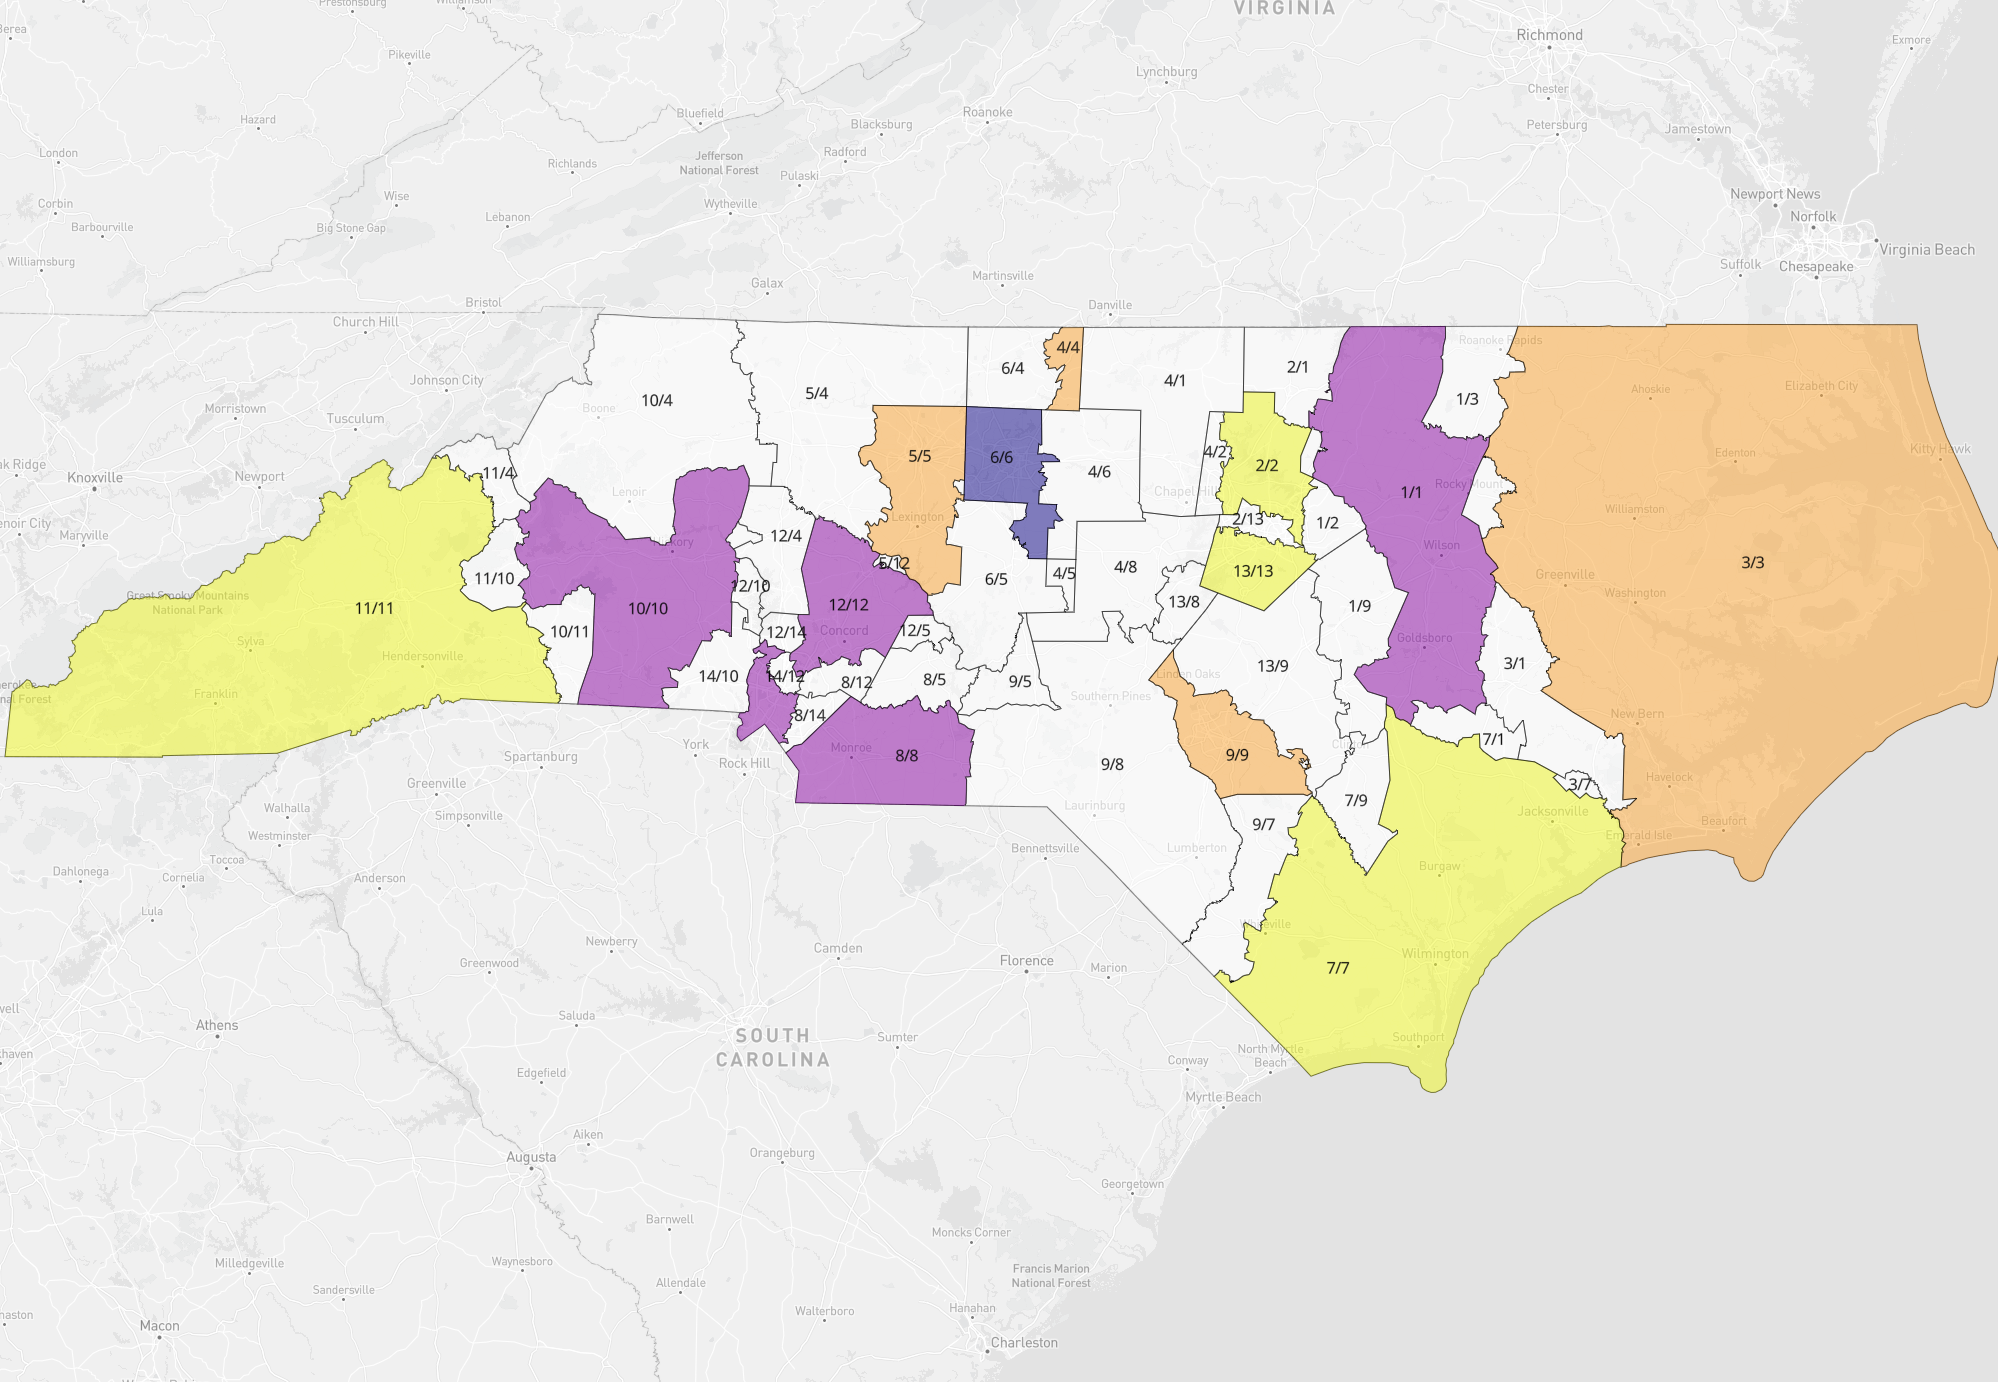 VIRGINIA
Prestonsburg
Williamson
Berea
Pikeville
Richmond
Exmore
Lynchburg
Chester
Hazard
Bluefield
Roanoke
Blacksburg
Petersburg
Jamestown
London
Jefferson
National Forest
Radford
Richlands
Pulaski
Corbin
Wise
Wytheville
Newport News
Barbourville
Big Stone Gap
Lebanon
Norfolk
Williamsburg
Virginia Beach
Suffolk
Chesapeake
Martinsville
Galax
Bristol
Danville
Church Hill
Roanoke Rapids
4/4
6/4
2/1
4/1
Johnson City
Ahoskie
Elizabeth City
5/4
10/4
1/3
Boone
Morristown
Tusculum
Kitty Hawk
4/2
Edenton
5/5
6/6
2/2
ak Ridge
Newport
11/4
4/6
Knoxville
Rocky Mount
1/1
Lenoir
Chapel Hill
Wilmington
Williamston
Lexington
enoir City
2/13
1/2
Maryville
12/4
Hickory
Wilson
5/12
3/3
4/8
13/13
4/5
Greenville
11/10
6/5
12/10
Great Smoky Mountains
National Park
Washington
11/11
10/10
12/12
13/8
1/9
10/11
12/14
Concord
12/5
Goldsboro
Sylva
Hendersonville
13/9
3/1
Linden Oaks
14/10
14/12
8/12
8/5
9/5
erokee
nal Forest
Franklin
Southern Pines
8/14
New Bern
7/1
York
Monroe
8/8
9/9
Spartanburg
Rock Hill
9/8
Havelock
Greenville
3/7
7/9
Walhalla
Laurinburg
Jacksonville
Simpsonville
Beaufort
9/7
Westminster
Emerald Isle
Lumberton
Bennettsville
Toccoa
Dahlonega
Cornelia
Anderson
Burgaw
Lula
Whiteville
Newberry
Camden
Greenwood
Florence
Marion
7/7
Wilmington
well
Saluda
Athens
SOUTH
CAROLINA
Sumter
Southport
North Myrtle
Beach
khaven
Conway
Edgefield
Myrtle Beach
Aiken
Orangeburg
Augusta
Georgetown
Barnwell
Moncks Corner
Milledgeville
Waynesboro
Francis Marion
National Forest
Sandersville
Allendale
Hanahan
Walterboro
Macon
Charleston